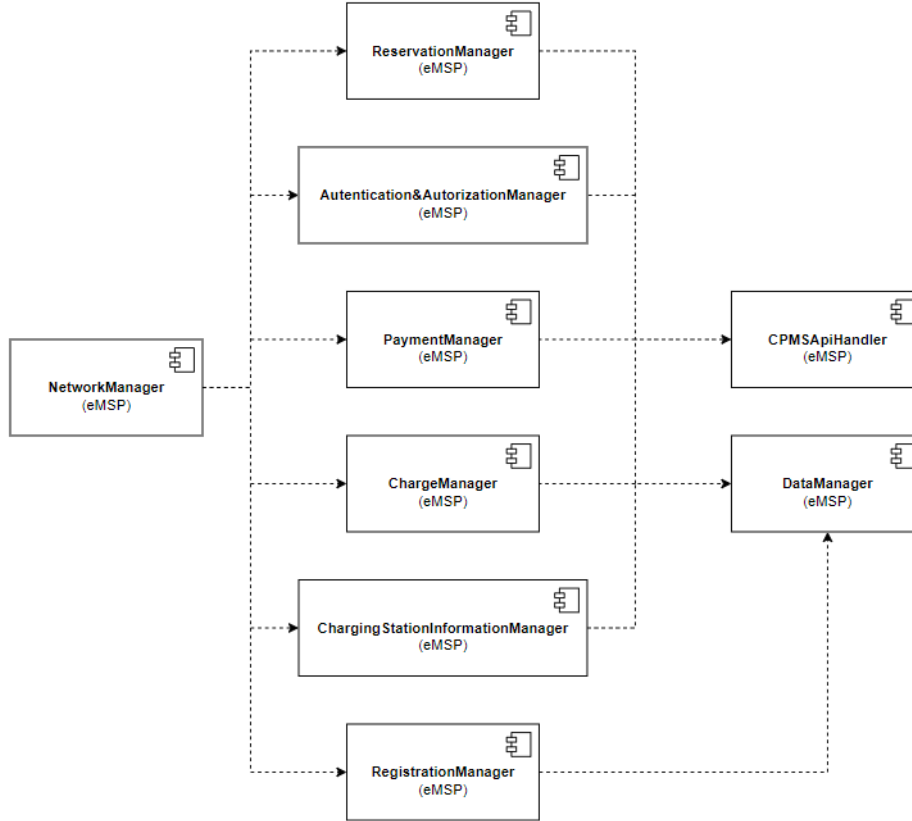 ReservationManager
(eMSP)
Autentication&AutorizationManager
(eMSP)
PaymentManager
(eMSP)
CPMSApiHandler
(eMSP)
NetworkManager
(eMSP)
ChargeManager
(eMSP)
DataManager
(eMSP)
ChargingStationInformationManager
(eMSP)
RegistrationManager
(eMSP)